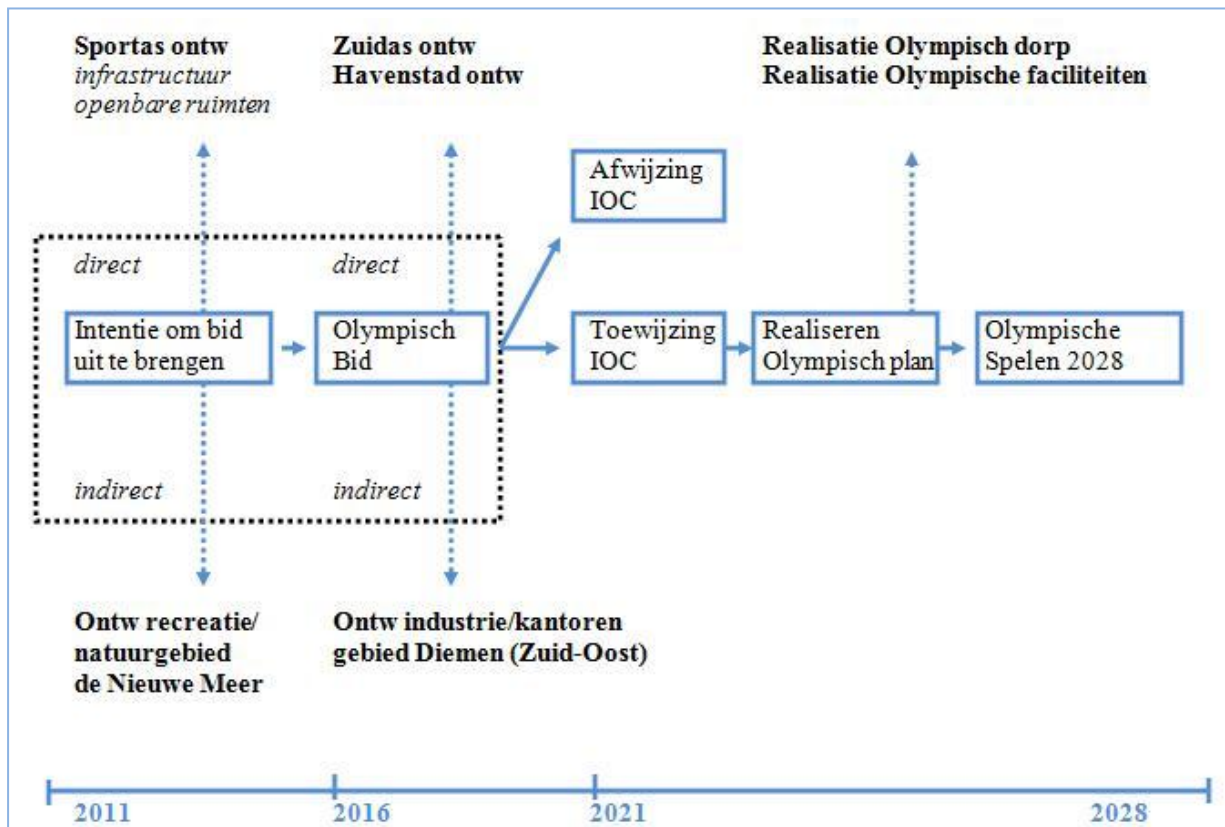 Sportas ontw
infrastructuur
openbare ruimten
Zuidas ontw
Havenstad ontw
Realisatie Olympisch dorp
Realisatie Olympische faciliteiten
Afwijzing
IOC
direct
direct
Intentie om bid
uit te brengen
Olympisch
Bid
Toewijzing
IOC
Realiseren
Olympisch plan
Olympische
Spelen 2028
indirect
indirect
Ontw recreatie/
natuurgebied
de Nieuwe Meer
Ontw industrie/kantoren
gebied Diemen (Zuid-Oost)
2011
2016
2021
2028